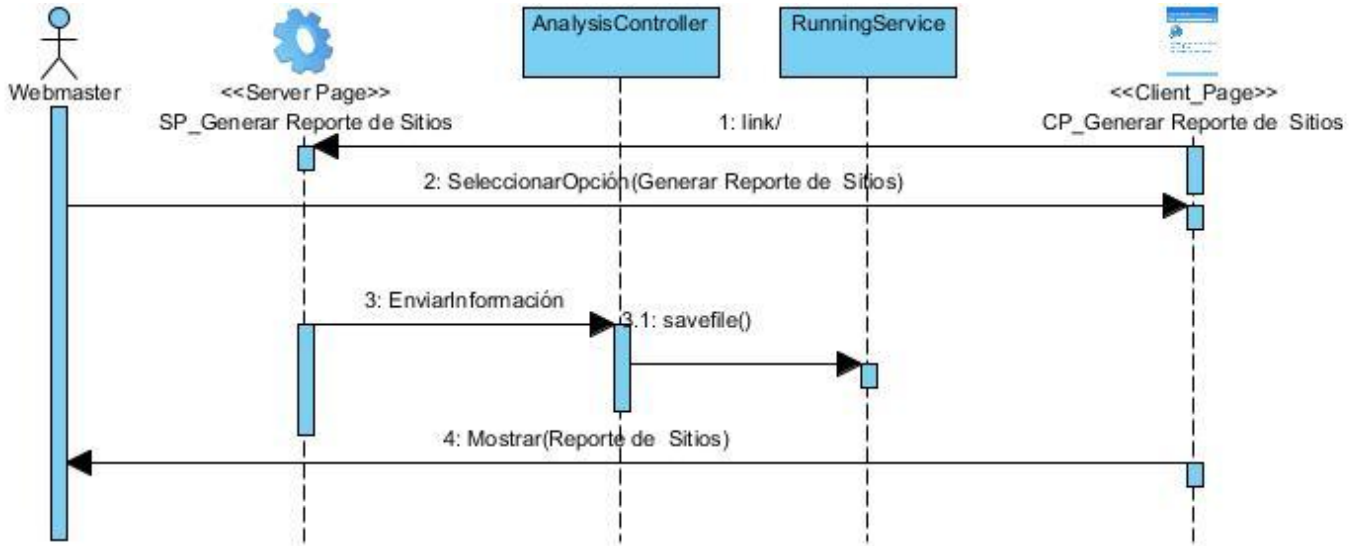 AnalysisController
RunningService
Webmaster
<<Server Page>>
SP_Generar Reporte de Sitios
<<Client_Page>>
CP_Generar Reporte de Sitios
1: link/
2: SeleccionarOpción(Generar Reporte de Sitios)
3: EnviarInformación
3.1: savefile()
4: Mostrar(Reporte de Sitios)